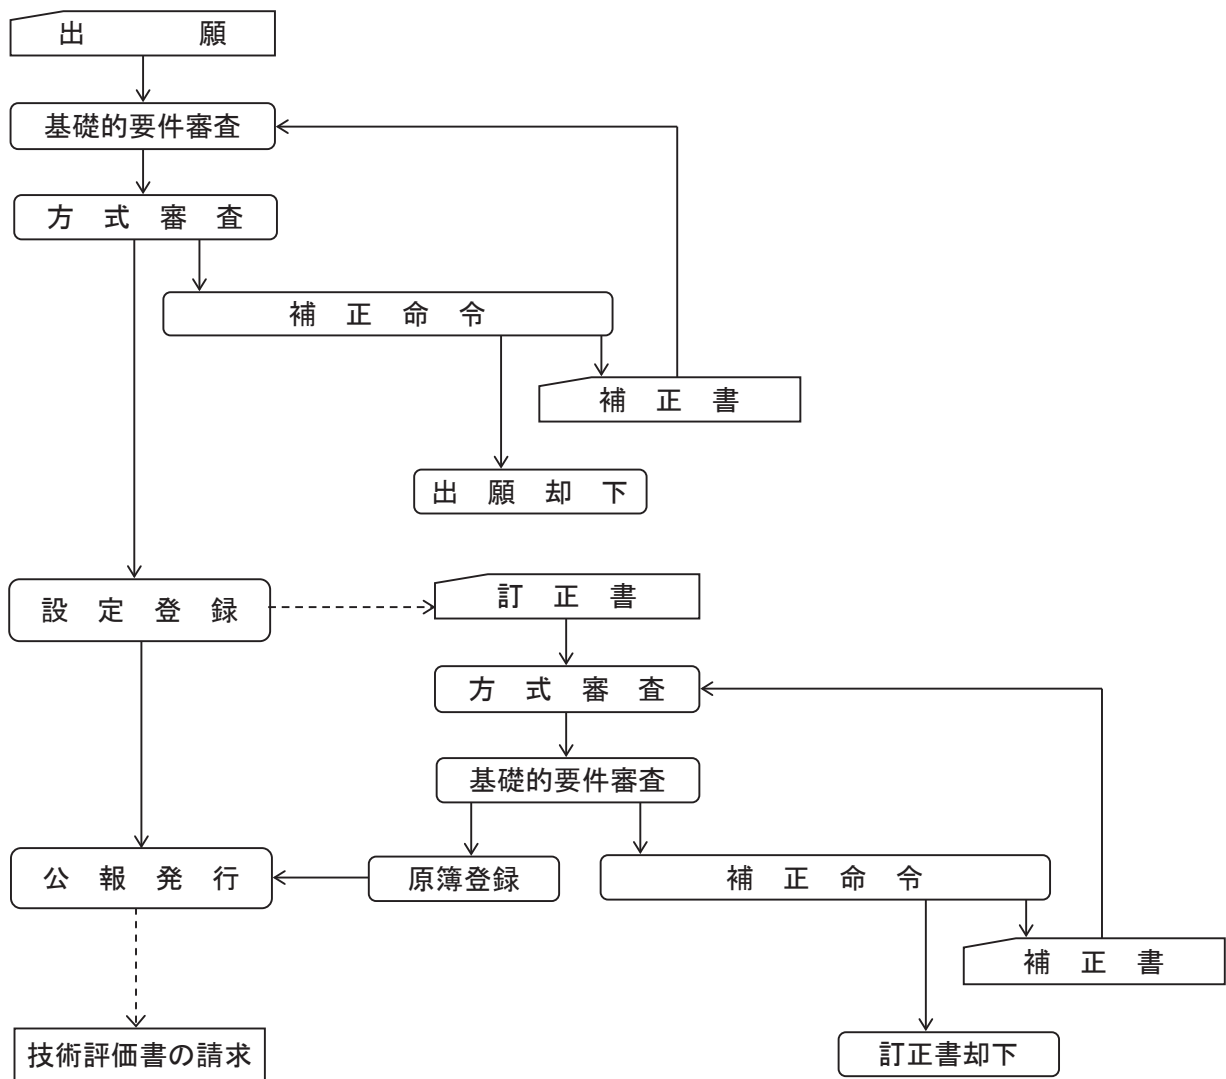 出願
基礎的要件審査
方式審査
補正命令
補正書
出願却下
設定登録
訂正書
方式審査
基礎的要件審査
公報発行
原簿登録
補正命令
補正書
技術評価書の請求
訂正書却下